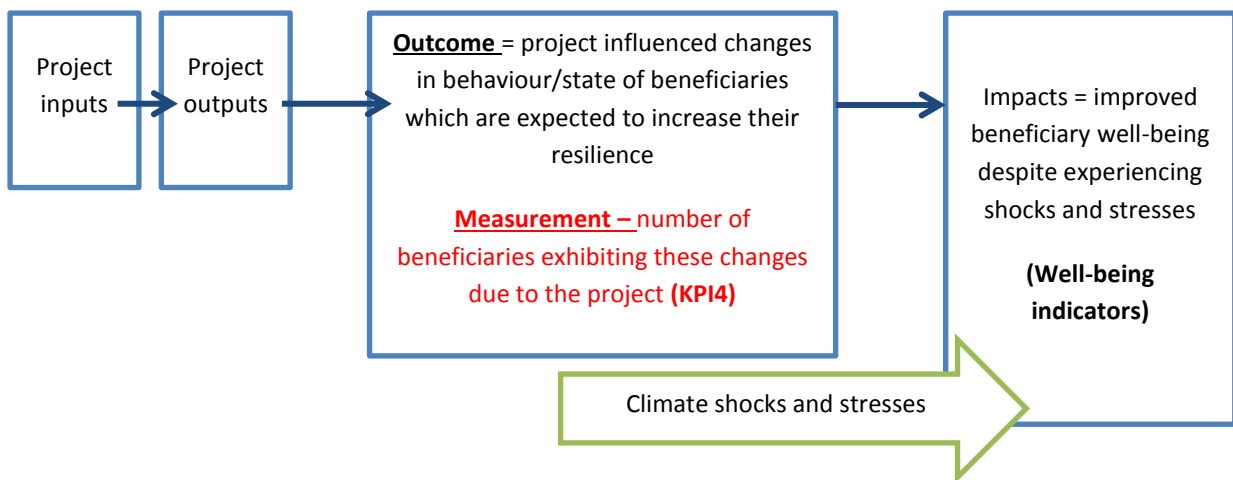 Project
inputs
Project
outputs
Outcome = project influenced changes
in behaviour/state of beneficiaries
which are expected to increase their
resilience
Measurement – number of
beneficiaries exhibiting these changes
due to the project (KPI4)
Impacts = improved
beneficiary well-being
despite experiencing
shocks and stresses
(Well-being
indicators)
Climate shocks and stresses